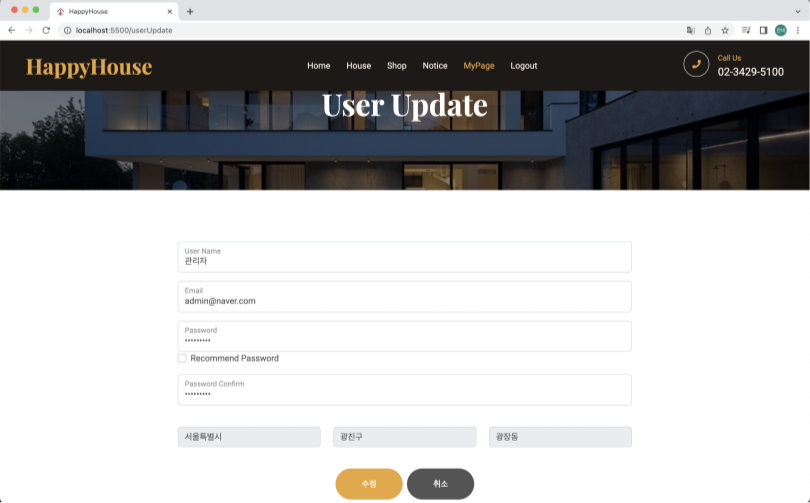 HappyHouse
localhost:5500/userUpdate
HappyHouse
Home House Shop Notice MyPage Logout
Call Us
02-3429-5100
User Update
User Name
관리자
Email
admin@naver.com
Password
•••••••••
Recommend Password
Password Confirm
•••••••••
서울특별시 광진구 광장동
수정 취소